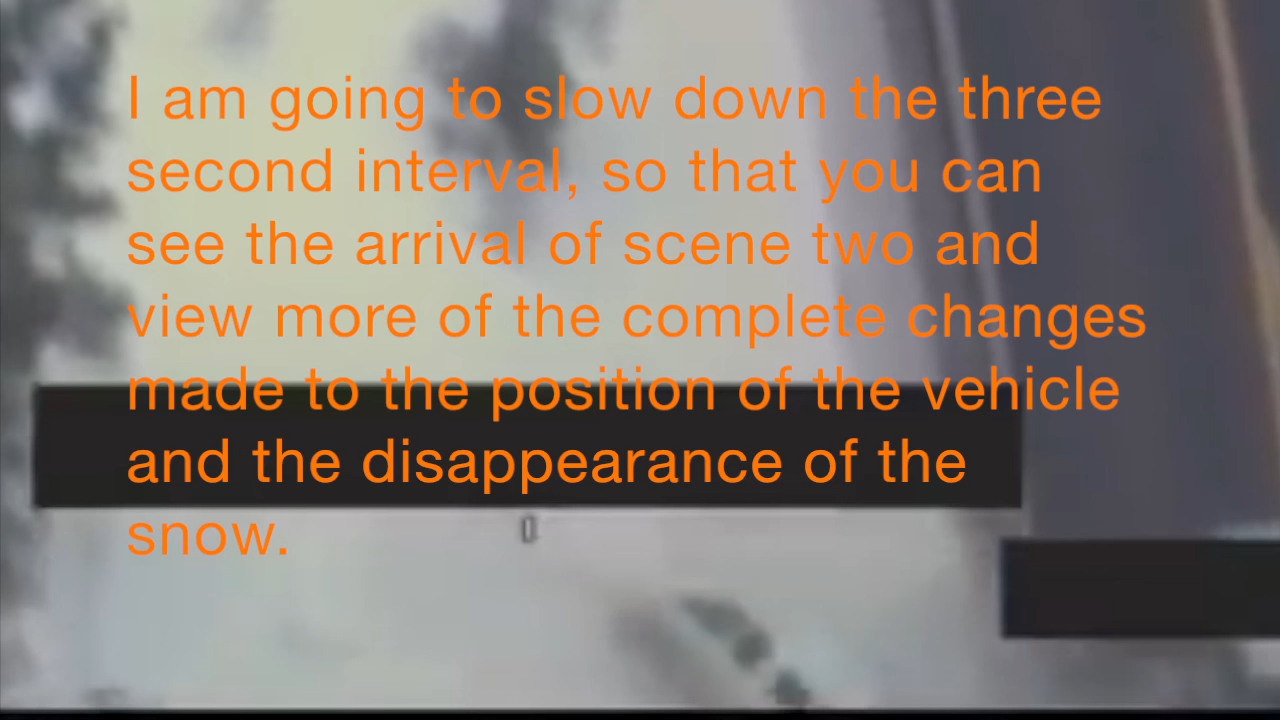 I am going to slow down the three
second interval, so that you can
see the arrival of scene two and
view more of the complete changes
made to the position of the vehicle
and the disappearance of the
snow.